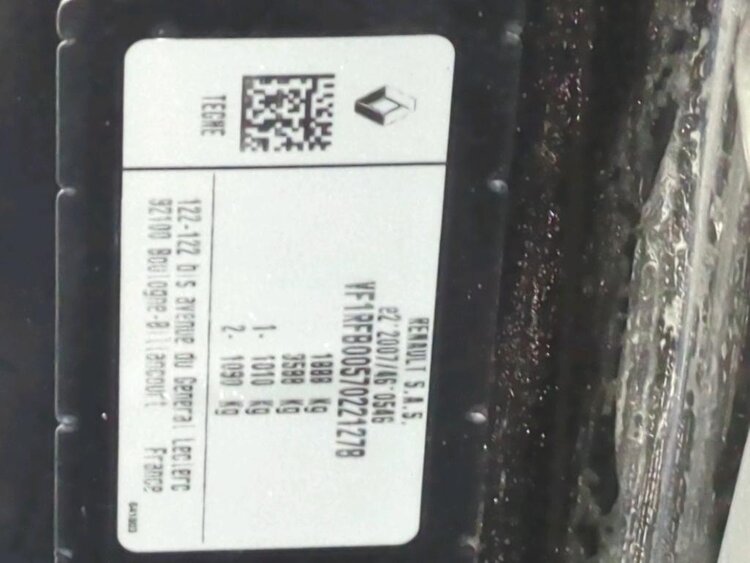 TEGNE
RENAULT S.A.S.
e2*2007/46*0546
VF1RFB00570221278
1888 kg
3588 kg
1- 1010 kg
2- 1090 kg
122-122 bis avenue du General Leclerc
92100 Boulogne-Billancourt France